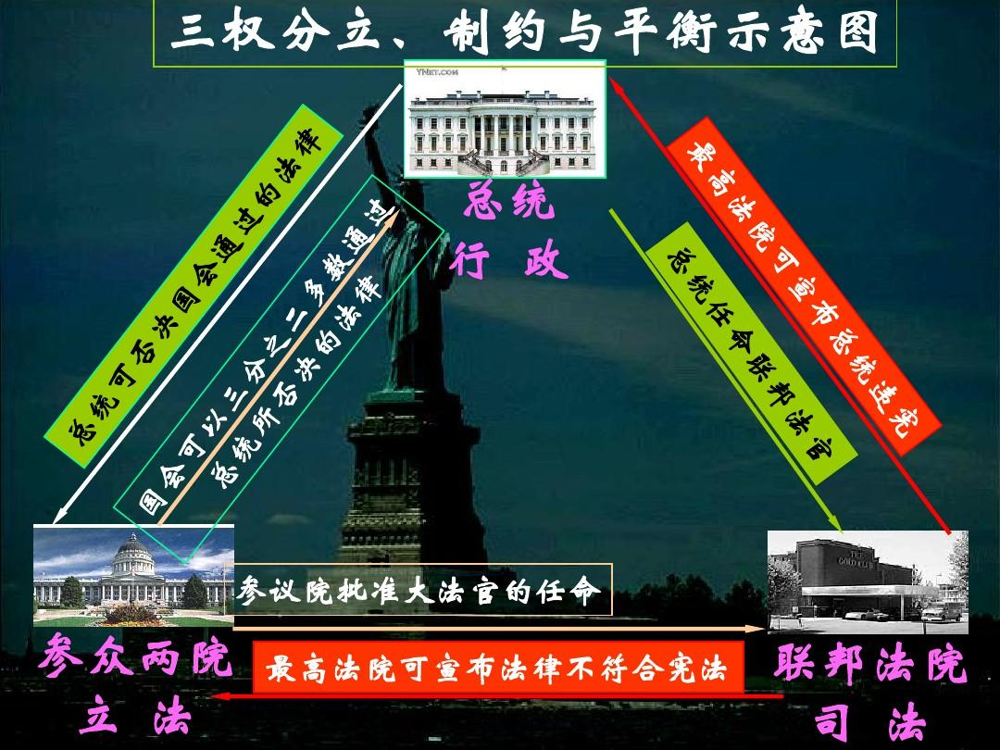 三权分立、制约与平衡示意图
YNET.COM
总统
行 政
总统可否决国会通过的法律
国会可以三分之二多数通过
总统所否决的法律
最高法院可宣布总统违宪
总统任命联邦法官
THE
GOLD CLUB
参议院批准大法官的任命
最高法院可宣布法律不符合宪法
参众两院
立 法
联邦法院
司 法